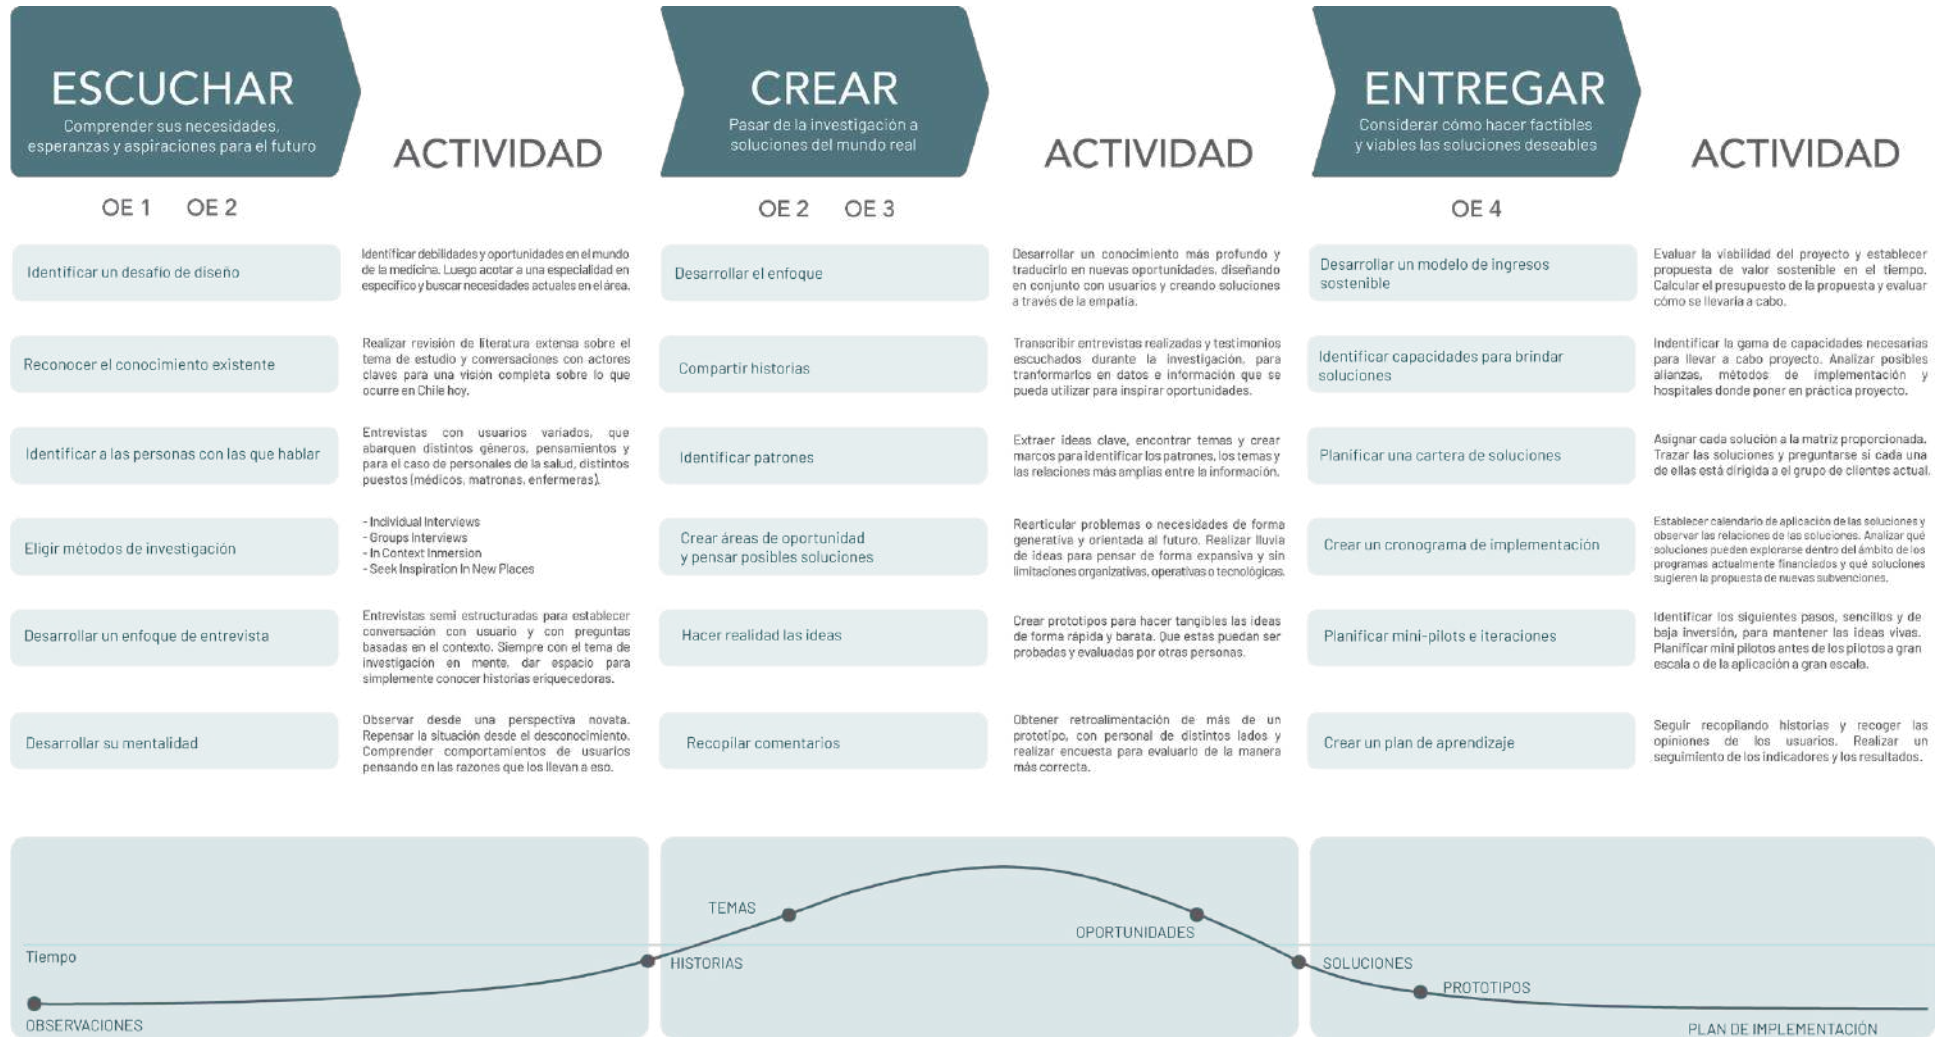 ESCUCHAR
Comprender sus necesidades,
esperanzas y aspiraciones para el futuro
ACTIVIDAD
OE 1 OE 2
Identificar un desafío de diseño
Identificar debilidades y oportunidades en el mundo
de la medicina. Luego acotar a una especialidad en
específico y buscar necesidades actuales en el área.
Reconocer el conocimiento existente
Realizar revisión de literatura extensa sobre el
tema de estudio y conversaciones con actores
claves para una visión completa sobre lo que
ocurre en Chile hoy.
Identificar a las personas con las que hablar
Entrevistas con usuarios variados, que
abarquen distintos géneros, pensamientos y
para el caso de personales de la salud, distintos
puestos (médicos, matronas, enfermeras).
Eligir métodos de investigación
- Individual Interviews
- Groups Interviews
- In Context Inmersion
- Seek Inspiration In New Places
Desarrollar un enfoque de entrevista
Entrevistas semi estructuradas para establecer
conversación con usuario y con preguntas
basadas en el contexto. Siempre con el tema de
investigación en mente, dar espacio para
simplemente conocer historias eriquecedoras.
Desarrollar su mentalidad
Observar desde una perspectiva novata.
Repensar la situación desde el desconocimiento.
Comprender comportamientos de usuarios
pensando en las razones que los llevan a eso.
CREAR
Pasar de la investigación a
soluciones del mundo real
ACTIVIDAD
OE 2 OE 3
Desarrollar el enfoque
Desarrollar un conocimiento más profundo y
traducirlo en nuevas oportunidades, diseñando
en conjunto con usuarios y creando soluciones
a través de la empatía.
Compartir historias
Transcribir entrevistas realizadas y testimonios
escuchados durante la investigación, para
tranformarlos en datos e información que se
pueda utilizar para inspirar oportunidades.
Identificar patrones
Extraer ideas clave, encontrar temas y crear
marcos para identificar los patrones, los temas y
las relaciones más amplias entre la información.
Crear áreas de oportunidad
y pensar posibles soluciones
Rearticular problemas o necesidades de forma
generativa y orientada al futuro. Realizar lluvia
de ideas para pensar de forma expansiva y sin
limitaciones organizativas, operativas o tecnológicas.
Hacer realidad las ideas
Crear prototipos para hacer tangibles las ideas
de forma rápida y barata. Que estas puedan ser
probadas y evaluadas por otras personas.
Recopilar comentarios
Obtener retroalimentación de más de un
prototipo, con personal de distintos lados y
realizar encuesta para evaluarlo de la manera
más correcta.
ENTREGAR
Considerar cómo hacer factibles
y viables las soluciones deseables
ACTIVIDAD
OE 4
Desarrollar un modelo de ingresos
sostenible
Evaluar la viabilidad del proyecto y establecer
propuesta de valor sostenible en el tiempo.
Calcular el presupuesto de la propuesta y evaluar
cómo se llevaría a cabo.
Identificar capacidades para brindar
soluciones
Indentificar la gama de capacidades necesarias
para llevar a cabo proyecto. Analizar posibles
alianzas, métodos de implementación y
hospitales donde poner en práctica proyecto.
Planificar una cartera de soluciones
Asignar cada solución a la matriz proporcionada.
Trazar las soluciones y preguntarse si cada una
de ellas está dirigida a el grupo de clientes actual.
Crear un cronograma de implementación
Establecer calendario de aplicación de las soluciones y
observar las relaciones de las soluciones. Analizar qué
soluciones pueden explorarse dentro del ámbito de los
programas actualmente financiados y qué soluciones
sugieren la propuesta de nuevas subvenciones.
Planificar mini-pilots e iteraciones
Identificar los siguientes pasos, sencillos y de
baja inversión, para mantener las ideas vivas.
Planificar mini pilotos antes de los pilotos a gran
escala o de la aplicación a gran escala.
Crear un plan de aprendizaje
Seguir recopilando historias y recoger las
opiniones de los usuarios. Realizar un
seguimiento de los indicadores y los resultados.
Tiempo
OBSERVACIONES
HISTORIAS
TEMAS
OPORTUNIDADES
SOLUCIONES
PROTOTIPOS
PLAN DE IMPLEMENTACIÓN